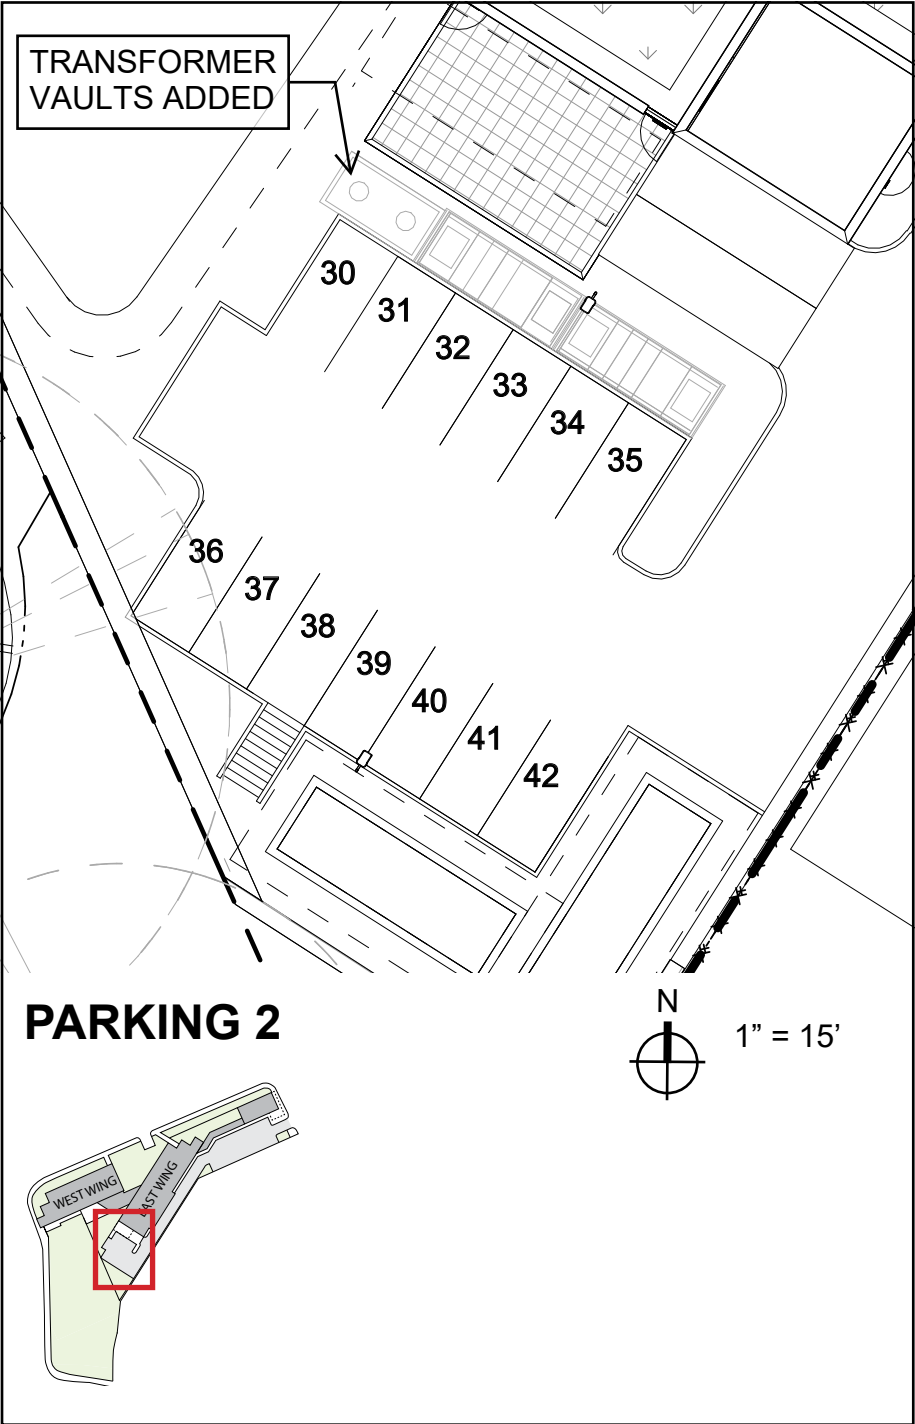 TRANSFORMER
VAULTS ADDED
30
31
32
33
34
35
36
37
38
39
40
41
42
PARKING 2
N
1” = 15’
WEST WING
EAST WING